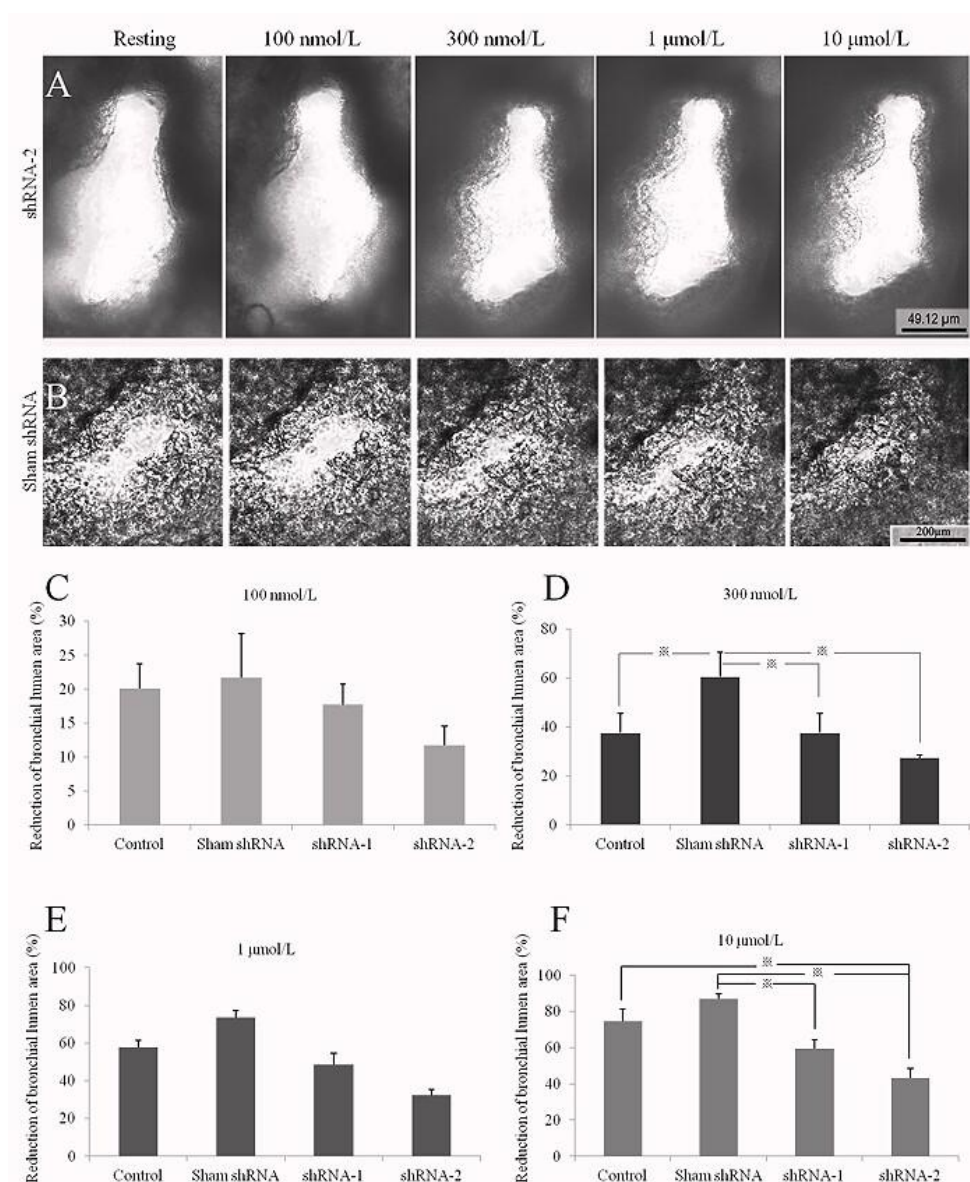 Resting 100 nmol/L 300 nmol/L 1 μmol/L 10 μmol/L
A
shRNA-2
49.12 μm
B
Sham shRNA
200μm
C
100 nmol/L
Reduction of bronchial lumen area (%)
30
25
20
15
10
5
0
Control Sham shRNA shRNA-1 shRNA-2
D
300 nmol/L
Reduction of bronchial lumen area (%)
80
60
40
20
0
※ ※
※
Control Sham shRNA shRNA-1 shRNA-2
E
1 μmol/L
Reduction of bronchial lumen area (%)
100
80
60
40
20
0
Control Sham shRNA shRNA-1 shRNA-2
F
10 μmol/L
Reduction of bronchial lumen area (%)
100
80
60
40
20
0
※
※
※
Control Sham shRNA shRNA-1 shRNA-2